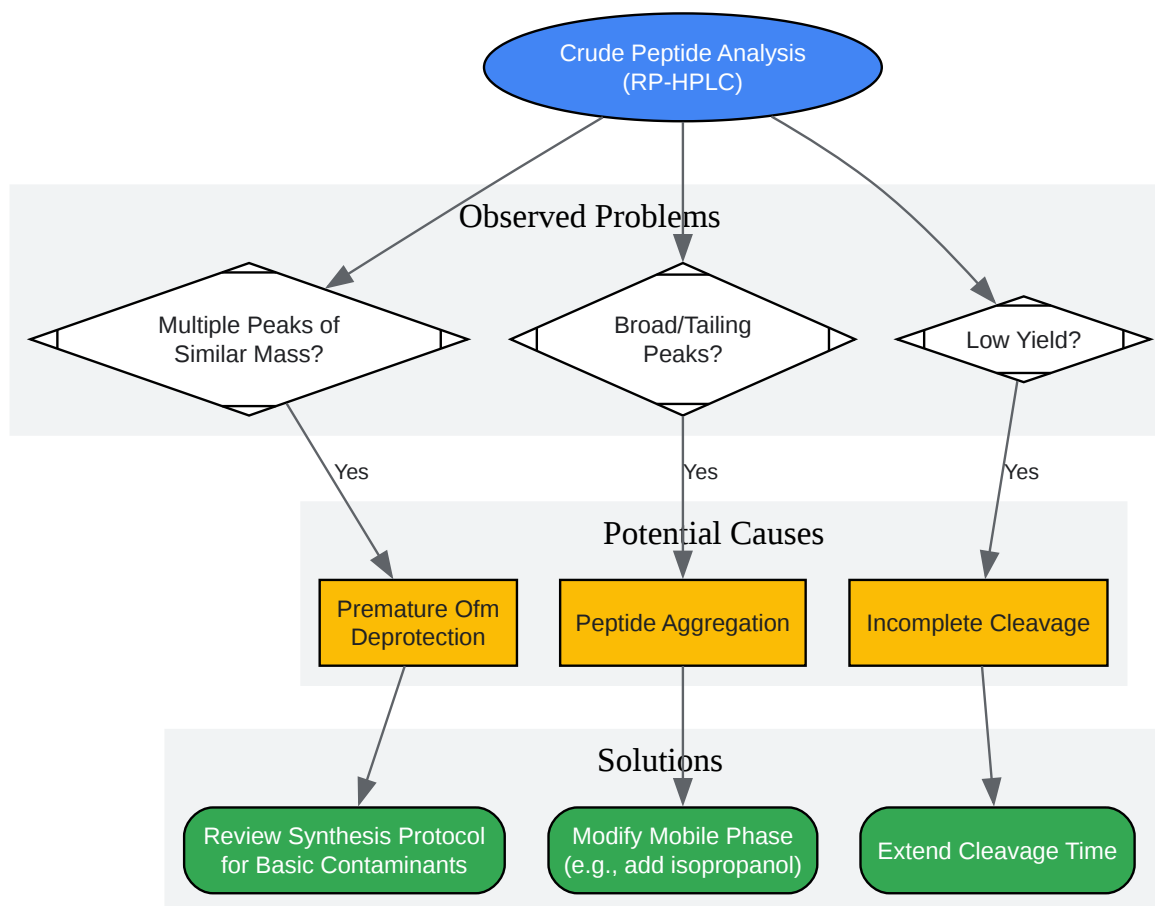 Crude Peptide Analysis
(RP-HPLC)
Observed Problems
Multiple Peaks of
Similar Mass?
Broad/Tailing
Peaks?
Low Yield?
Yes
Yes
Yes
Potential Causes
Premature Ofm
Deprotection
Peptide Aggregation
Incomplete Cleavage
Solutions
Review Synthesis Protocol
for Basic Contaminants
Modify Mobile Phase
(e.g., add isopropanol)
Extend Cleavage Time